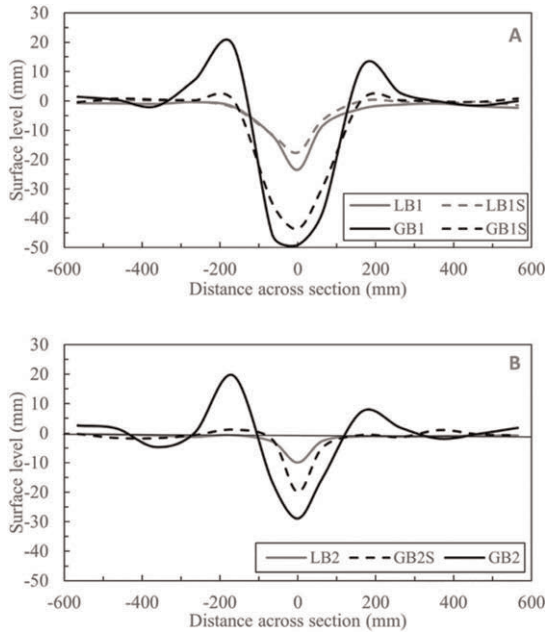 30
A
20
10
0
-10
-20
-30
-40
-50
Surface level (mm)
LB1 LB1S
GB1 GB1S
-600 -400 -200 0 200 400 600
Distance across section (mm)
30
B
20
10
0
-10
-20
-30
-40
-50
Surface level (mm)
LB2 GB2S GB2
-600 -400 -200 0 200 400 600
Distance across section (mm)